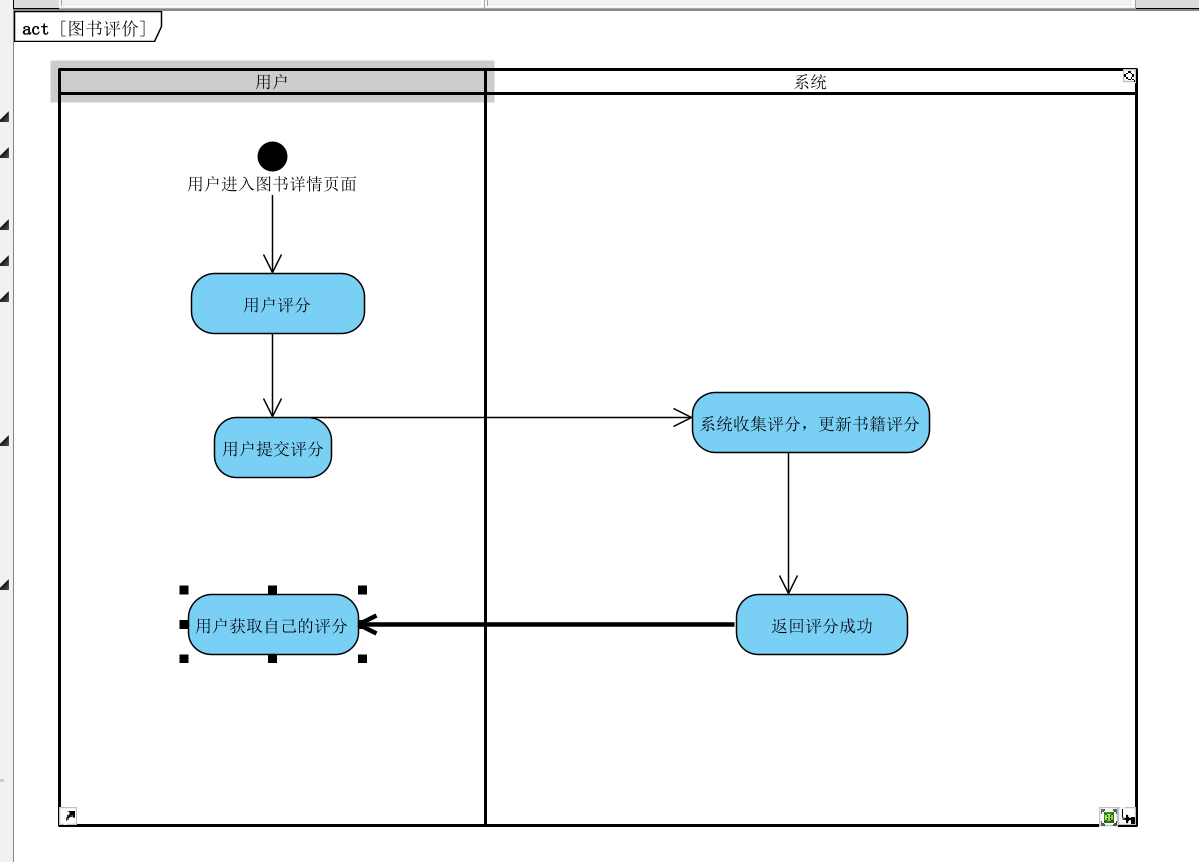 act [图书评价]
用户
系统
用户进入图书详情页面
用户评分
用户提交评分
系统收集评分，更新书籍评分
用户获取自己的评分
返回评分成功